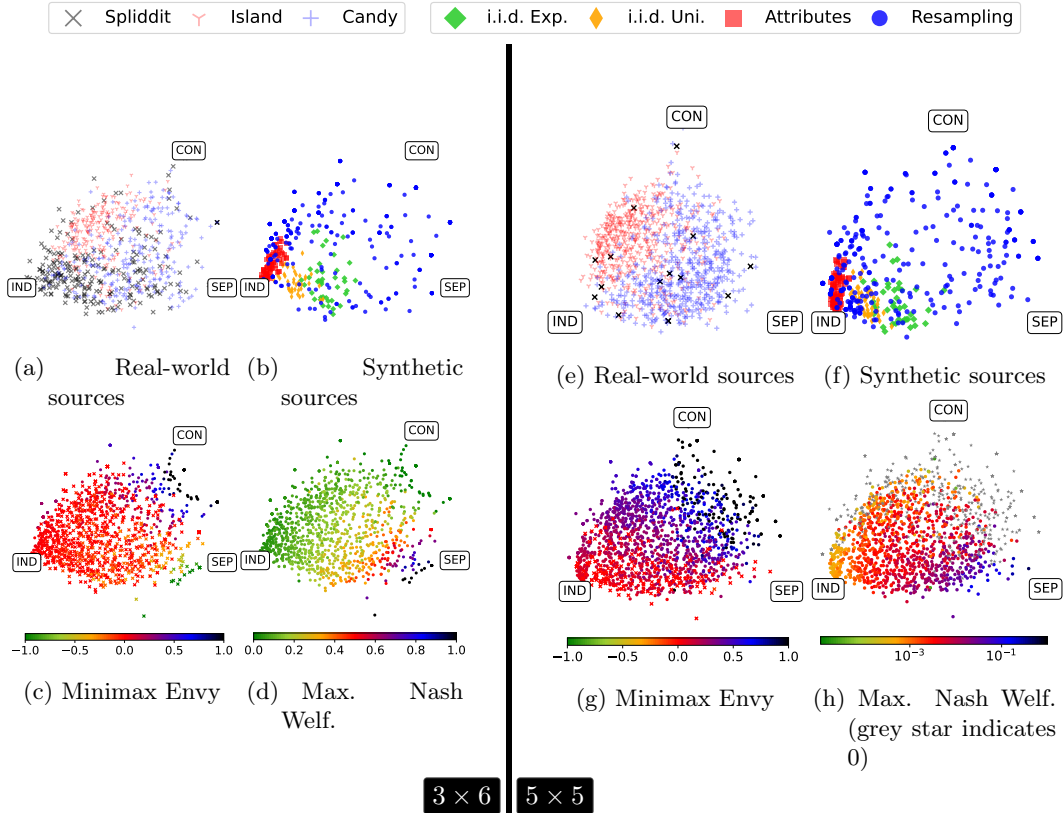 Spliddit Island Candy
i.i.d. Exp. i.i.d. Uni. Attributes Resampling
CON
IND
SEP
(a) Real-world
sources
CON
IND
SEP
(b) Synthetic
sources
CON
IND
SEP
−1.0 −0.5 0.0 0.5 1.0
(c) Minimax Envy
CON
IND
SEP
0.0 0.2 0.4 0.6 0.8 1.0
(d) Max. Nash
Welf.
3 × 6
CON
IND
SEP
(e) Real-world sources
CON
IND
SEP
(f) Synthetic sources
CON
IND
SEP
−1.0 −0.5 0.0 0.5 1.0
(g) Minimax Envy
CON
IND
SEP
10⁻³ 10⁻¹
(h) Max. Nash Welf.
(grey star indicates
0)
5 × 5